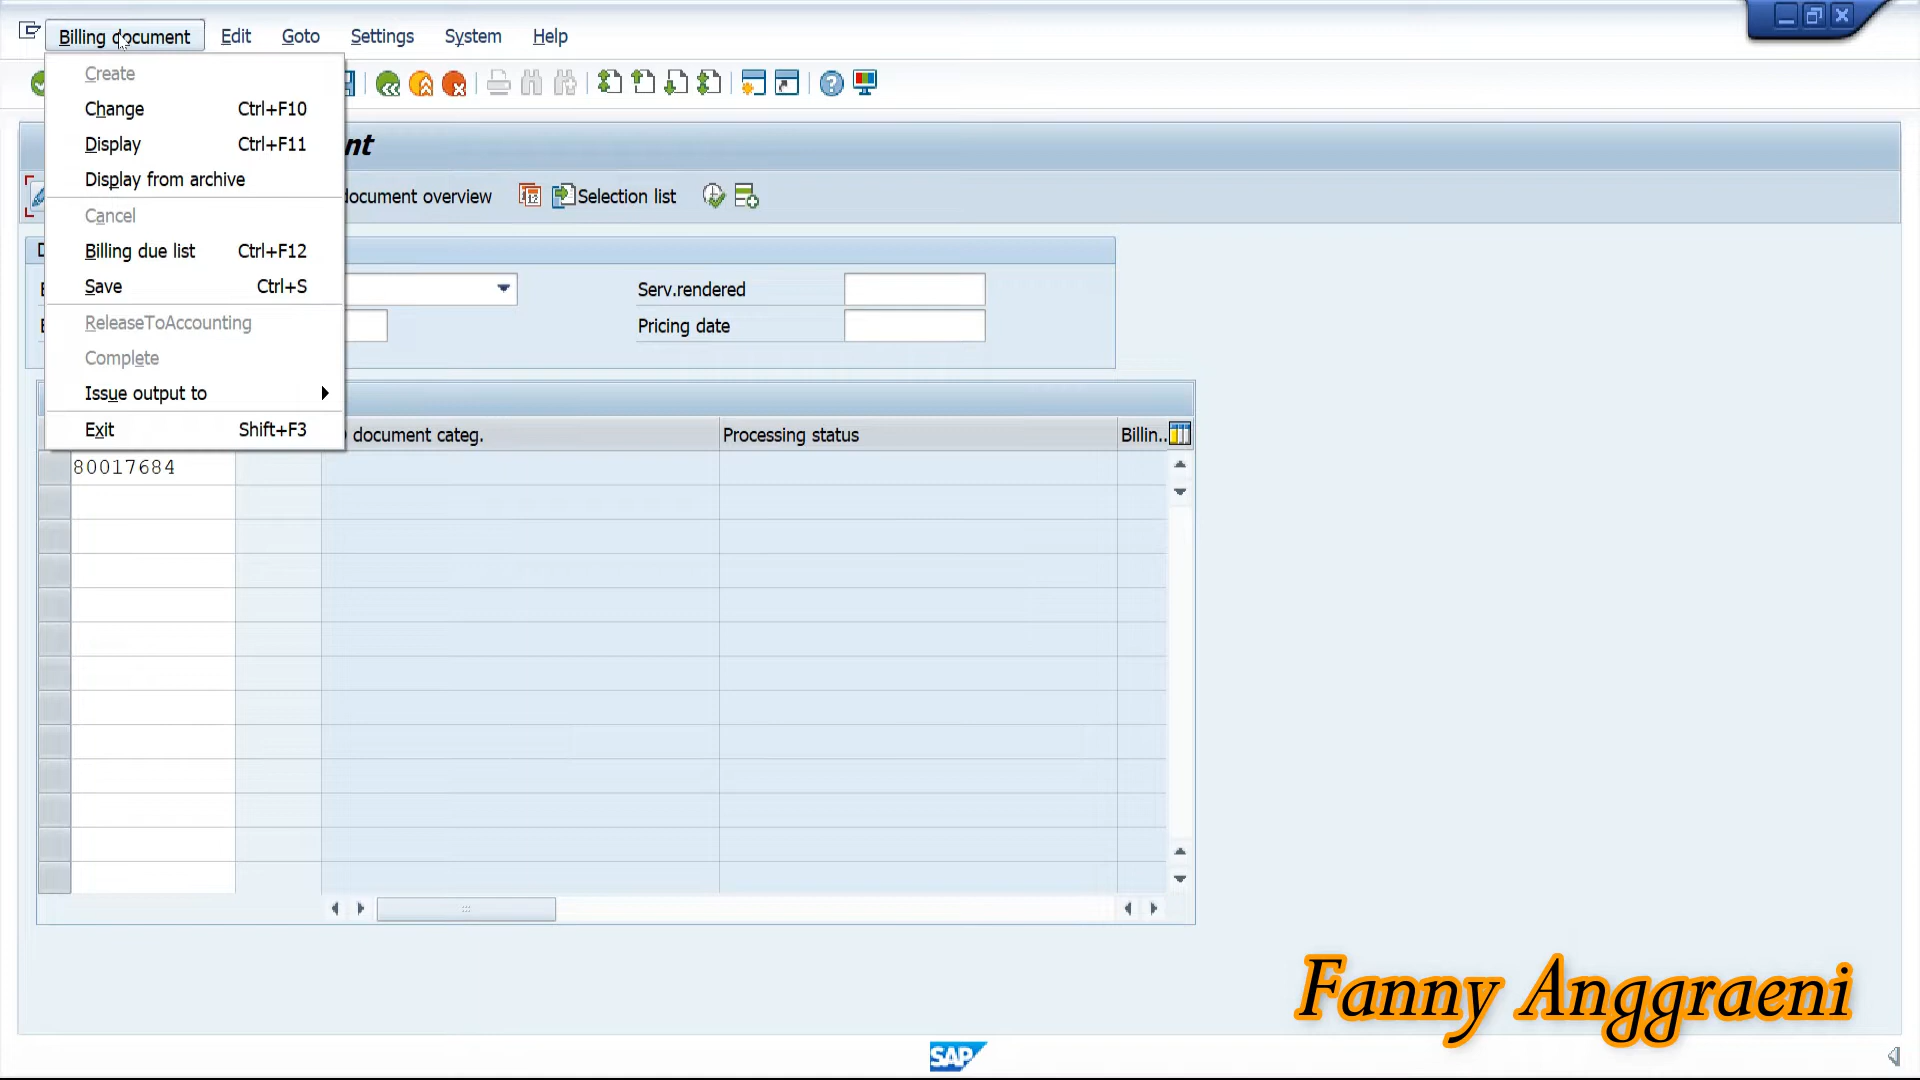 Billing document Edit Goto Settings System Help
Create
Change Ctrl+F10
Display Ctrl+F11
Display from archive
Cancel
Billing due list Ctrl+F12
Save Ctrl+S
ReleaseToAccounting
Complete
Issue output to
Exit Shift+F3
nt
document overview Selection list
Serv.rendered
Pricing date
document categ. Processing status Billin..
80017684
Fanny Anggraeni
SAP